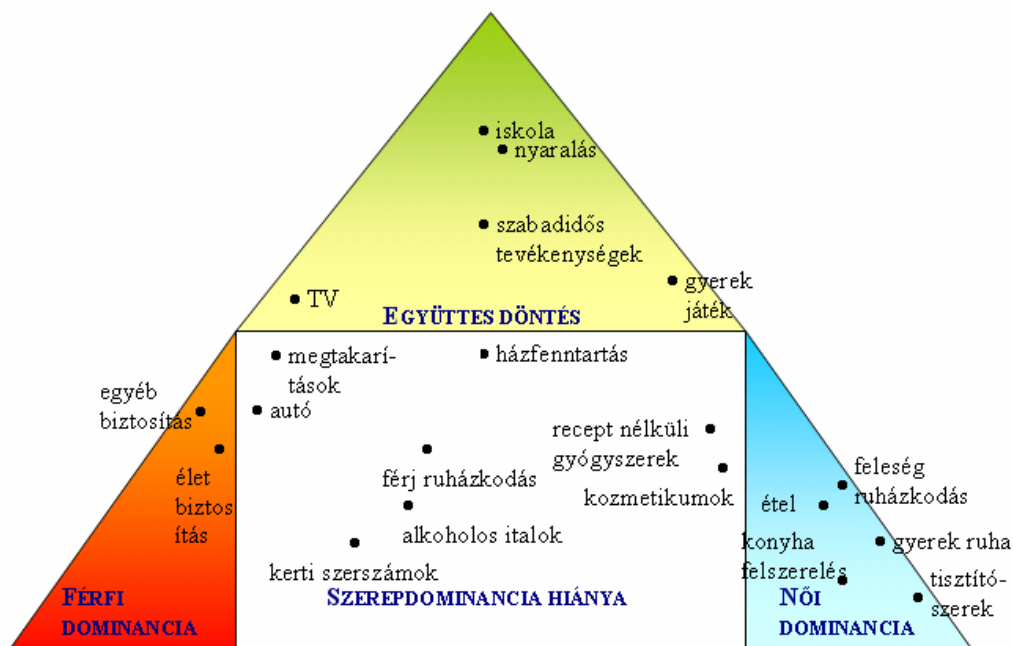 iskola
nyaralás
szabadidős
tevékenységek
gyerek
játék
TV
EGYÜTTES DÖNTÉS
megtakarí-
tások
házfenntartás
egyéb
biztosítás
autó
recept nélküli
gyógyszerek
élet
biztos
ítás
férj ruházkodás
kozmetikumok
feleség
ruházkodás
étel
alkoholos italok
konyha
felszerelés
gyerek ruha
kerti szerszámok
tisztító-
szerek
FÉRFI
DOMINANCIA
SZEREPDOMINANCIA HIÁNYA
NŐI
DOMINANCIA